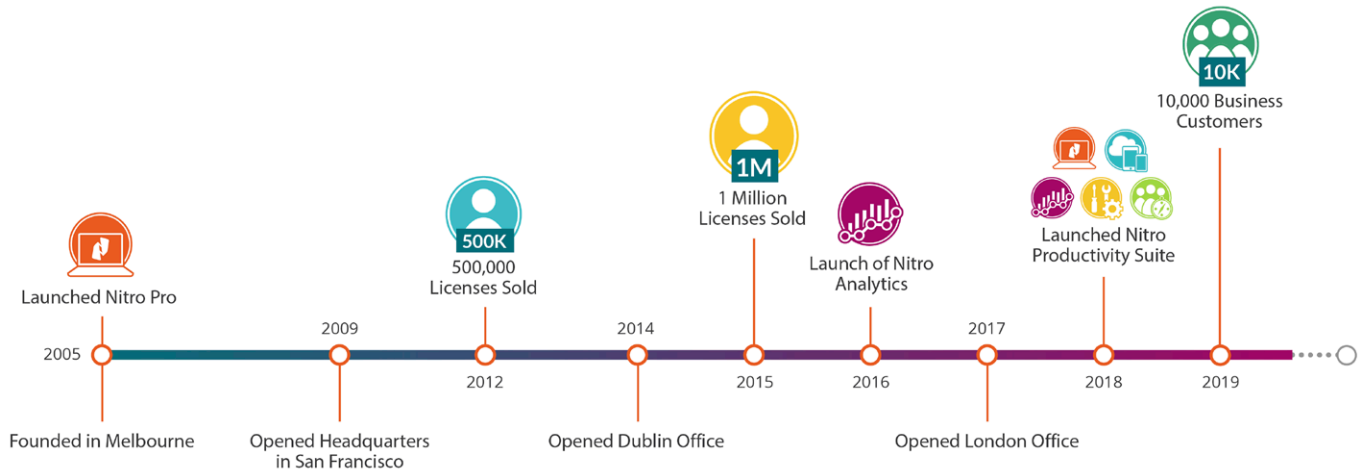 10K
10,000 Business
Customers
1M
1 Million
Licenses Sold
500K
500,000
Licenses Sold
Launched Nitro
Productivity Suite
Launch of Nitro
Analytics
Launched Nitro Pro
2005
2009
2012
2014
2015
2016
2017
2018
2019
Founded in Melbourne
Opened Headquarters
in San Francisco
Opened Dublin Office
Opened London Office